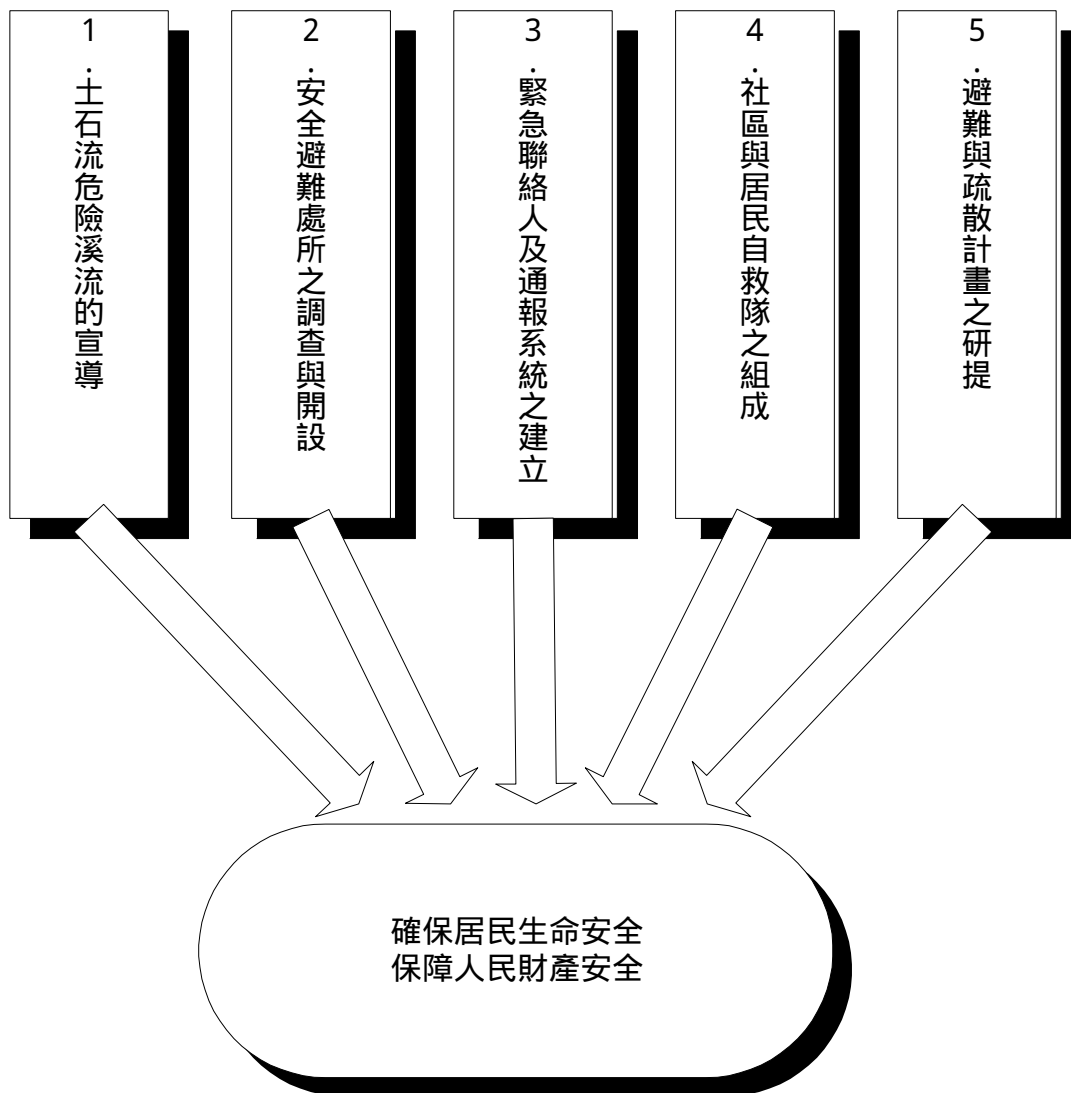 1.土石流危險溪流的宣導
2.安全避難處所之調查與開設
3.緊急聯絡人及通報系統之建立
4.社區與居民自救隊之組成
5.避難與疏散計畫之研提
確保居民生命安全
保障人民財產安全